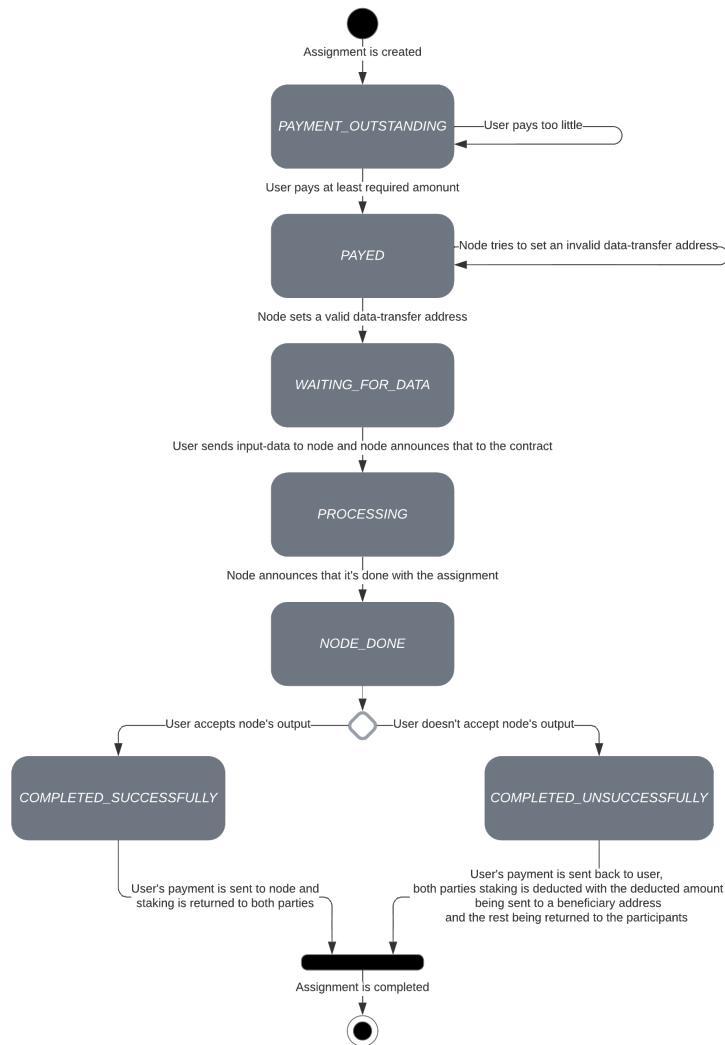 Assignment is created
PAYMENT_OUTSTANDING
User pays too little
User pays at least required amonunt
PAYED
Node tries to set an invalid data-transfer address
Node sets a valid data-transfer address
WAITING_FOR_DATA
User sends input-data to node and node announces that to the contract
PROCESSING
Node announces that it's done with the assignment
NODE_DONE
User accepts node's output
User doesn't accept node's output
COMPLETED_SUCCESSFULLY
COMPLETED_UNSUCCESSFULLY
User's payment is sent to node and
staking is returned to both parties
User's payment is sent back to user,
both parties staking is deducted with the deducted amount
being sent to a beneficiary address
and the rest being returned to the participants
Assignment is completed